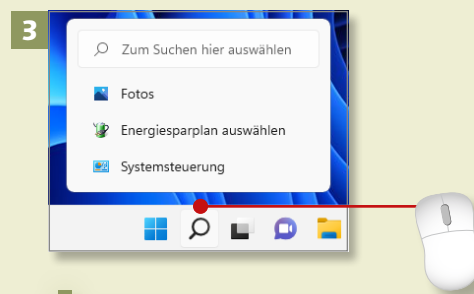 3
Zum Suchen hier auswählen
Fotos
Energiesparplan auswählen
Systemsteuerung